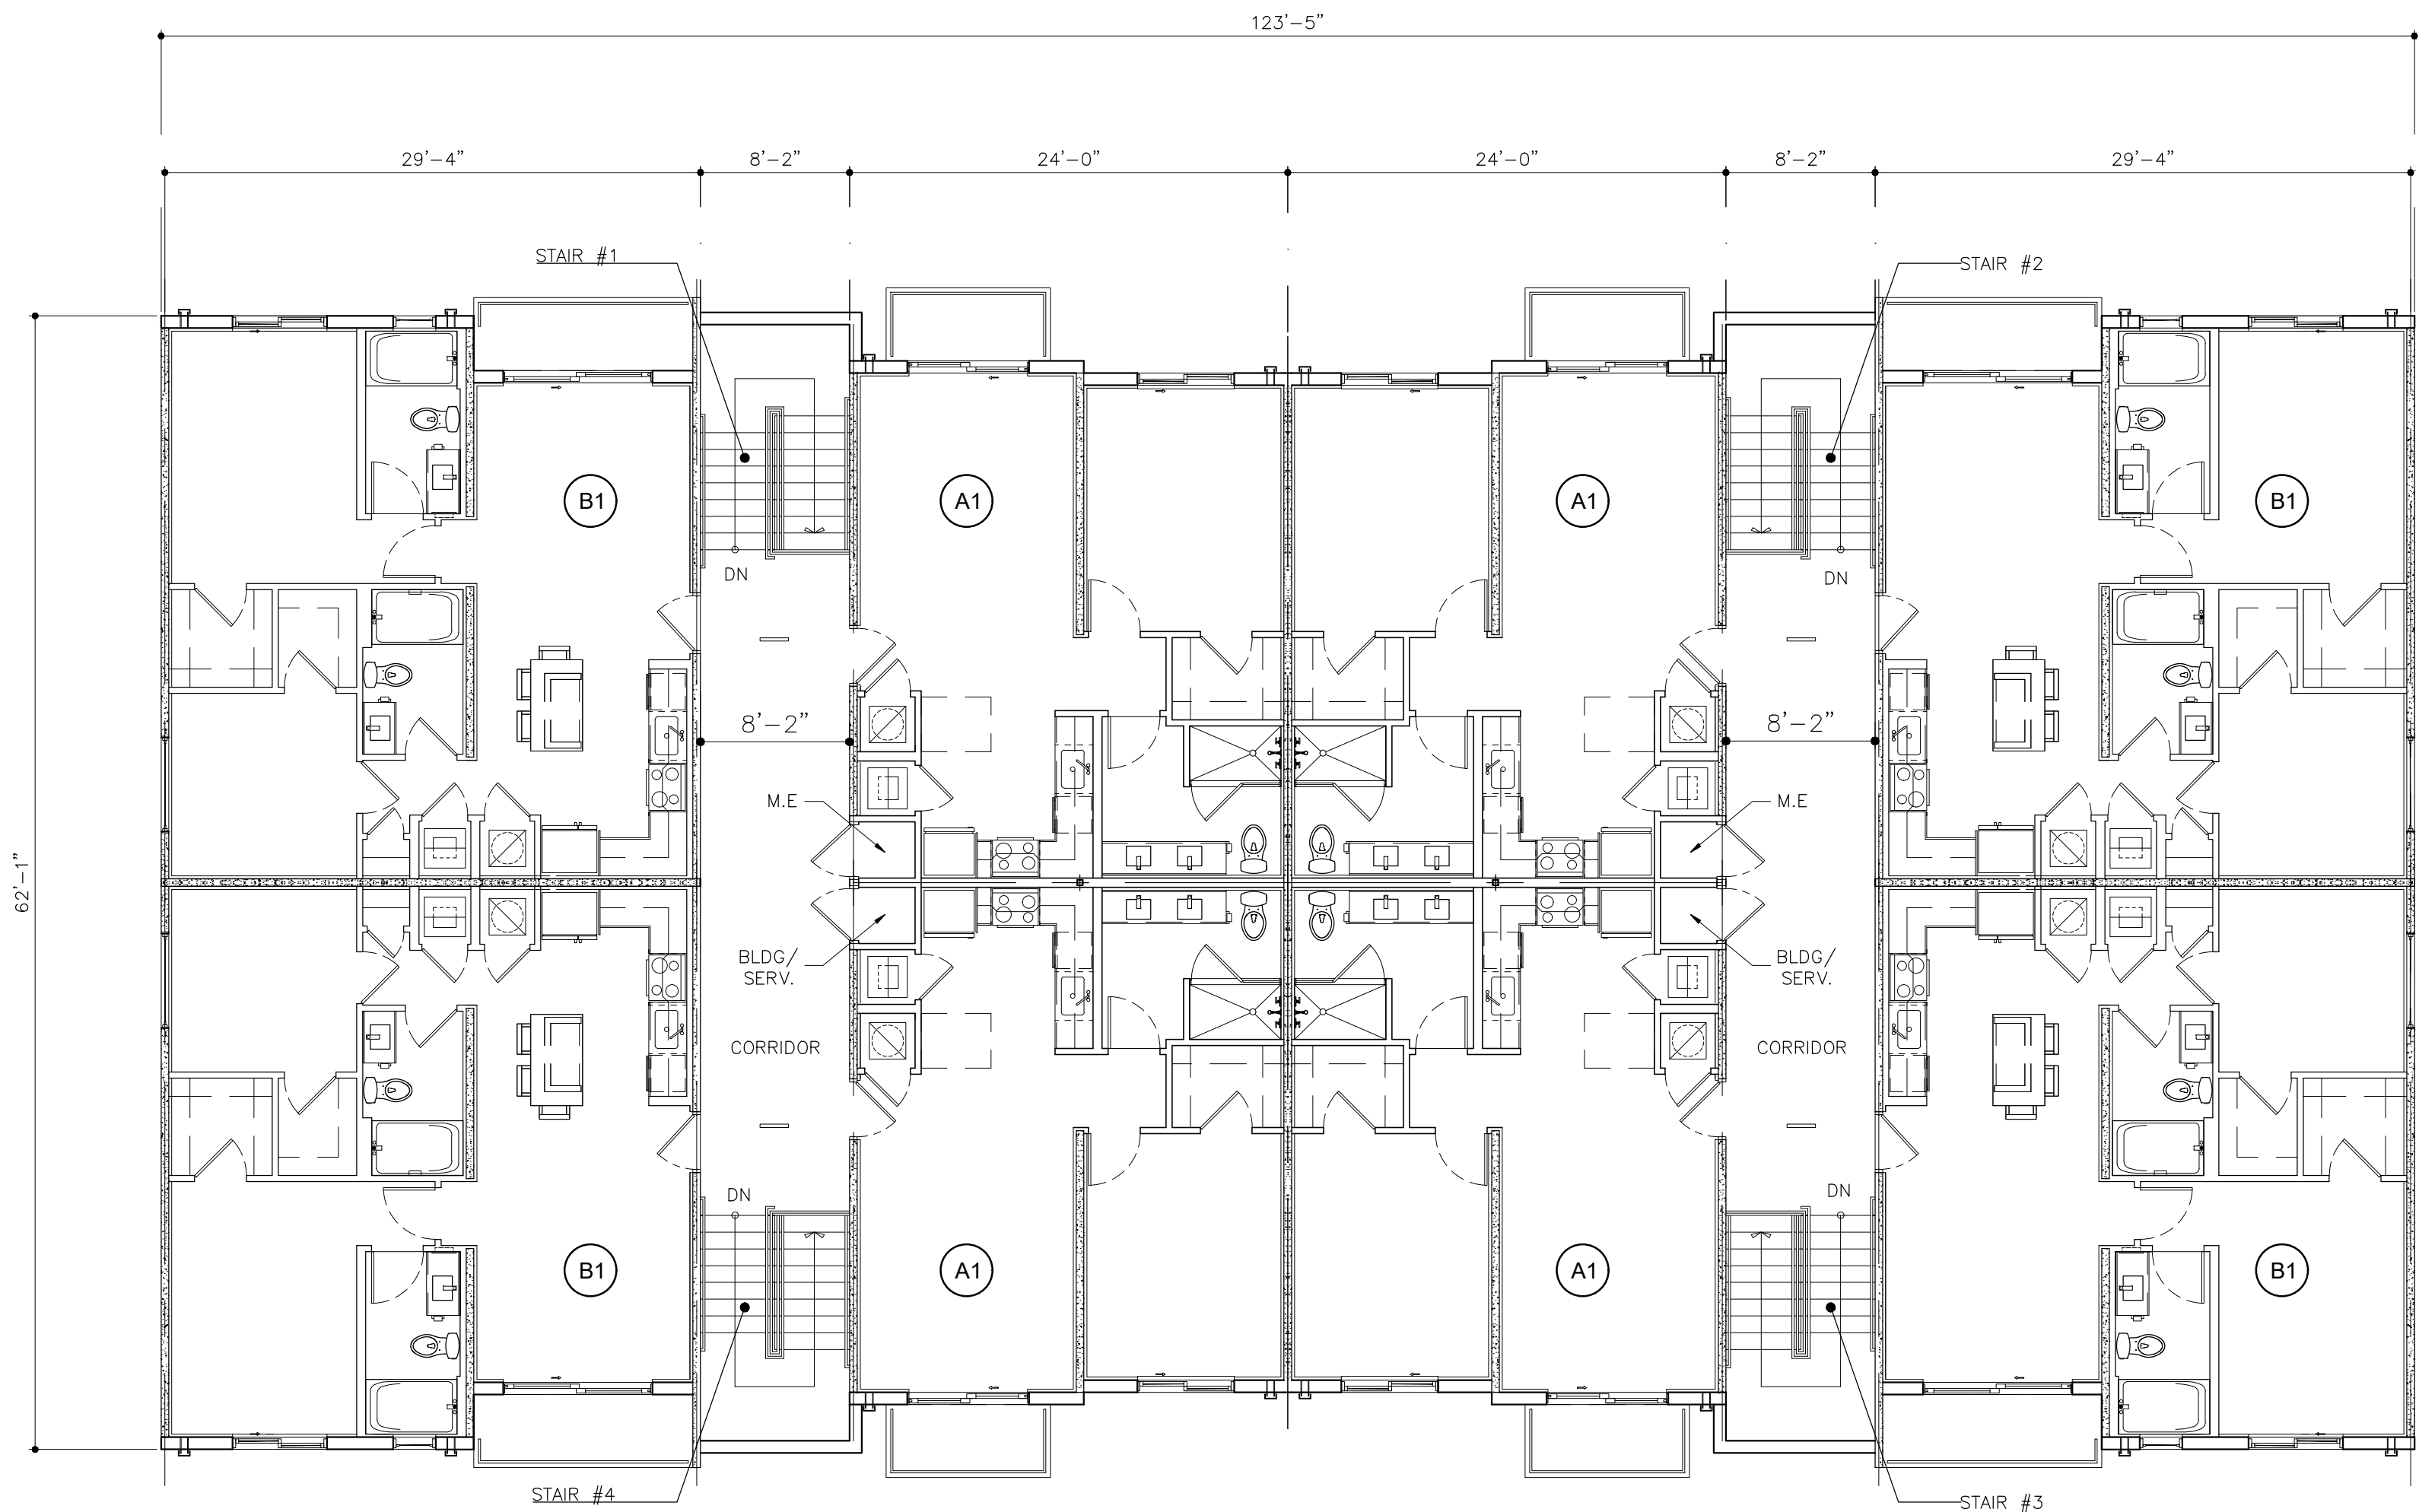 123'-5"
29'-4"
8'-2"
24'-0"
24'-0"
8'-2"
29'-4"
STAIR #1
STAIR #2
B1
A1
A1
B1
DN
DN
8'-2"
8'-2"
M.E
M.E
62'-1"
BLDG/
SERV.
BLDG/
SERV.
CORRIDOR
CORRIDOR
DN
DN
B1
A1
A1
B1
STAIR #4
STAIR #3